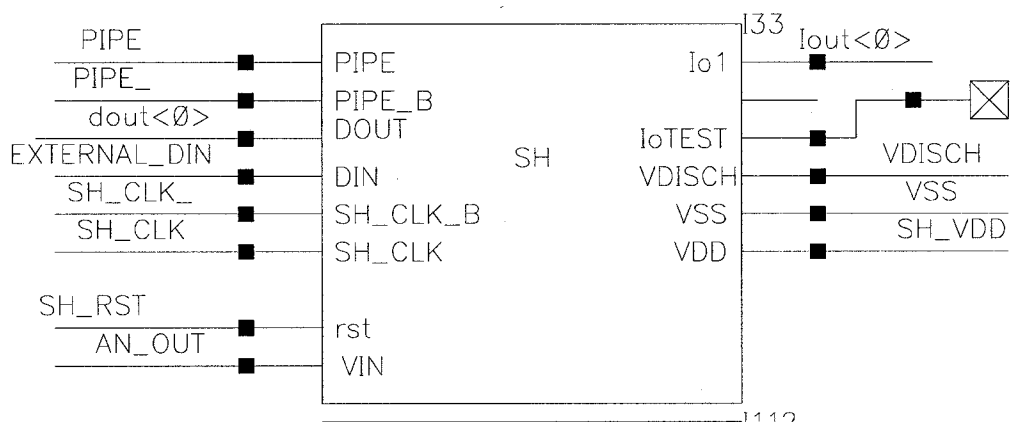 I33
PIPE
PIPE
Io1
Iout<Ø>
PIPE_
PIPE_B
dout<Ø>
DOUT
IoTEST
EXTERNAL_DIN
DIN
SH
VDISCH
VDISCH
SH_CLK_
SH_CLK_B
VSS
VSS
SH_CLK
SH_CLK
VDD
SH_VDD
SH_RST
rst
AN_OUT
VIN
I112